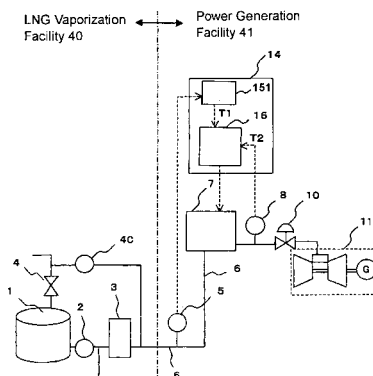 LNG Vaporization
Facility 40
Power Generation
Facility 41
14
151
T1
16
T2
7
8
10
11
4C
4
6
G
1
2
3
5
6